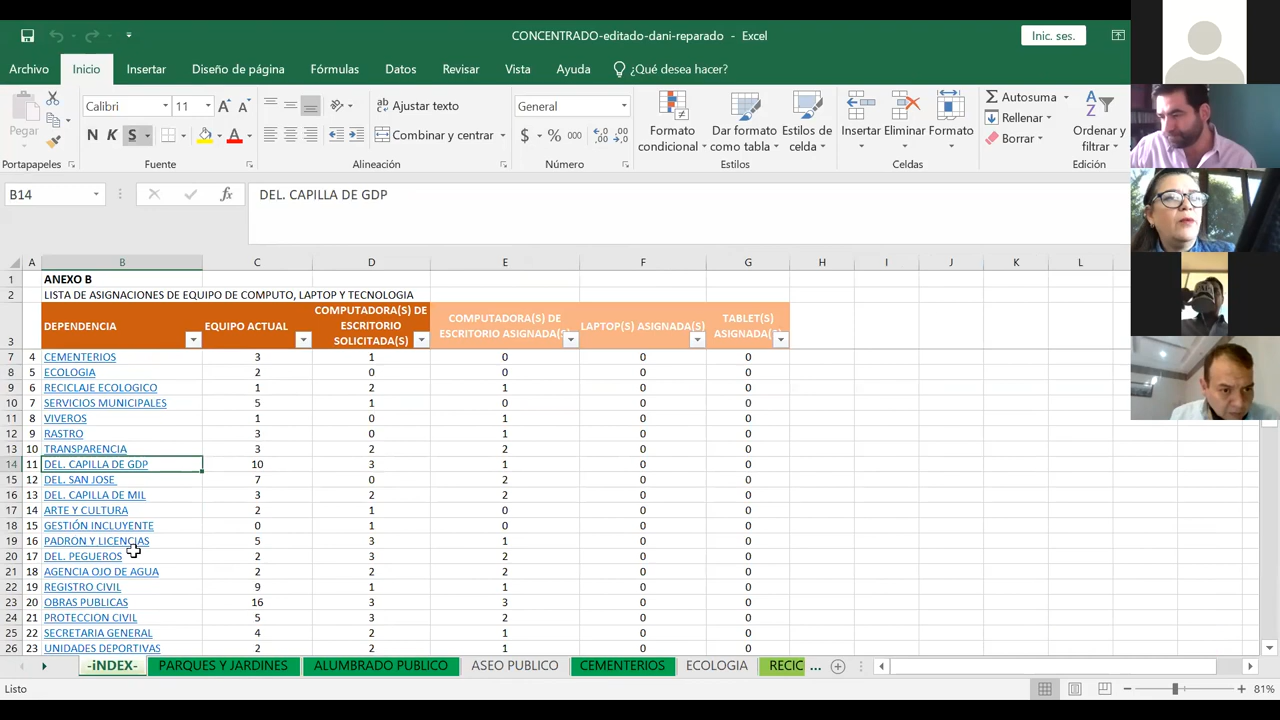 CONCENTRADO-editado-dani-reparado - Excel
Inic. ses.
Archivo Inicio Insertar Diseño de página Fórmulas Datos Revisar Vista Ayuda ¿Qué desea hacer?
Pegar
Calibri 11
N K S
Ajustar texto
Combinar y centrar
General
$ % 000
Formato condicional
Dar formato como tabla
Estilos de celda
Insertar Eliminar Formato
Autosuma
Rellenar
Borrar
Ordenar y filtrar
Portapapeles Fuente Alineación Número Estilos Celdas Edición
B14 fx DEL. CAPILLA DE GDP
A B C D E F G H I J K L
1 ANEXO B
2 LISTA DE ASIGNACIONES DE EQUIPO DE COMPUTO, LAPTOP Y TECNOLOGIA
3 DEPENDENCIA EQUIPO ACTUAL COMPUTADORA(S) DE ESCRITORIO SOLICITADA(S) COMPUTADORA(S) DE ESCRITORIO ASIGNADA(S) LAPTOP(S) ASIGNADA(S) TABLET(S) ASIGNADA(S)
7 4 CEMENTERIOS 3 1 0 0 0
8 5 ECOLOGIA 2 0 0 0 0
9 6 RECICLAJE ECOLOGICO 1 2 1 0 0
10 7 SERVICIOS MUNICIPALES 5 1 0 0 0
11 8 VIVEROS 1 0 1 0 0
12 9 RASTRO 3 0 1 0 0
13 10 TRANSPARENCIA 3 2 2 0 0
14 11 DEL. CAPILLA DE GDP 10 3 1 0 0
15 12 DEL. SAN JOSE 7 0 2 0 0
16 13 DEL. CAPILLA DE MIL 3 2 2 0 0
17 14 ARTE Y CULTURA 2 1 0 0 0
18 15 GESTIÓN INCLUYENTE 0 1 0 0 0
19 16 PADRON Y LICENCIAS 5 3 1 0 0
20 17 DEL. PEGUEROS 2 3 2 0 0
21 18 AGENCIA OJO DE AGUA 2 2 2 0 0
22 19 REGISTRO CIVIL 9 1 1 0 0
23 20 OBRAS PUBLICAS 16 3 3 0 0
24 21 PROTECCION CIVIL 5 3 2 0 0
25 22 SECRETARIA GENERAL 4 2 1 0 0
26 23 UNIDADES DEPORTIVAS 2 2 1 0 0
-iNDEX- PARQUES Y JARDINES ALUMBRADO PUBLICO ASEO PUBLICO CEMENTERIOS ECOLOGIA RECIC ...
Listo 81%